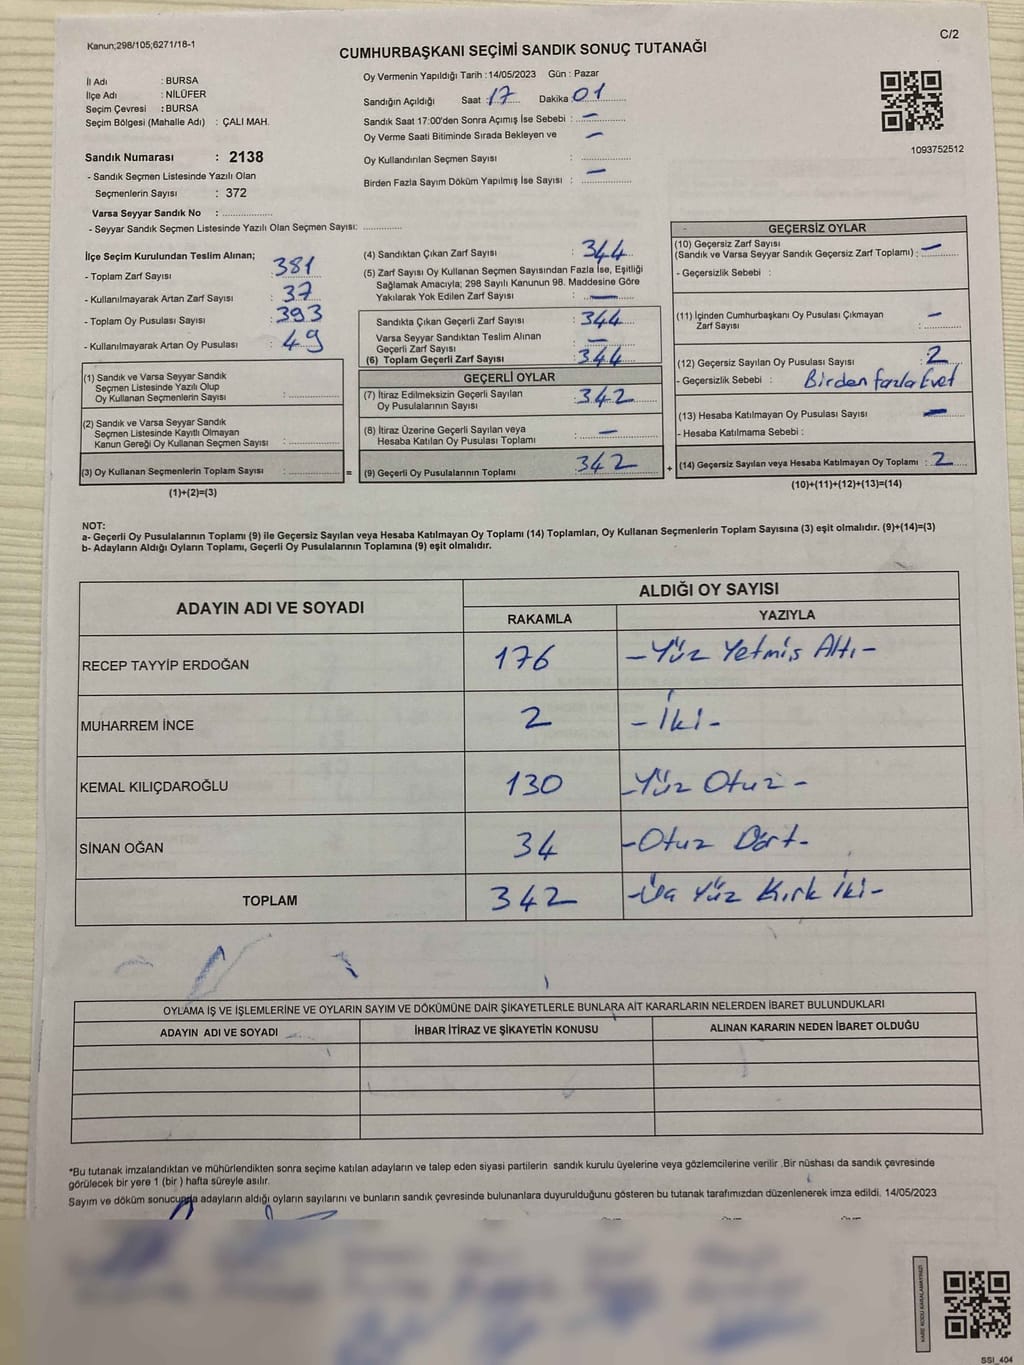 Kanun;298/105;6271/18-1
C/2
CUMHURBAŞKANI SEÇİMİ SANDIK SONUÇ TUTANAĞI
İl Adı : BURSA
İlçe Adı : NİLÜFER
Seçim Çevresi : BURSA
Seçim Bölgesi (Mahalle Adı) : ÇALI MAH.
Oy Vermenin Yapıldığı Tarih : 14/05/2023 Gün : Pazar
Sandığın Açıldığı Saat : 17 Dakika : 01
Sandık Saat 17:00'den Sonra Açımış İse Sebebi : —
Oy Verme Saati Bitiminde Sırada Bekleyen ve —
Oy Kullandırılan Seçmen Sayısı :
Birden Fazla Sayım Döküm Yapılmış İse Sayısı : —
1093752512
Sandık Numarası : 2138
- Sandık Seçmen Listesinde Yazılı Olan
Seçmenlerin Sayısı : 372
Varsa Seyyar Sandık No :
- Seyyar Sandık Seçmen Listesinde Yazılı Olan Seçmen Sayısı:
İlçe Seçim Kurulundan Teslim Alınan;
- Toplam Zarf Sayısı : 381
- Kullanılmayarak Artan Zarf Sayısı : 37
- Toplam Oy Pusulası Sayısı : 393
- Kullanılmayarak Artan Oy Pusulası : 49
(1) Sandık ve Varsa Seyyar Sandık
Seçmen Listesinde Yazılı Olup
Oy Kullanan Seçmenlerin Sayısı :
(2) Sandık ve Varsa Seyyar Sandık
Seçmen Listesinde Kayıtlı Olmayan
Kanun Gereği Oy Kullanan Seçmen Sayısı :
(3) Oy Kullanan Seçmenlerin Toplam Sayısı : =
(1)+(2)=(3)
(4) Sandıktan Çıkan Zarf Sayısı : 344
(5) Zarf Sayısı Oy Kullanan Seçmen Sayısından Fazla İse, Eşitliği
Sağlamak Amacıyla; 298 Sayılı Kanunun 98. Maddesine Göre
Yakılarak Yok Edilen Zarf Sayısı : —
Sandıkta Çıkan Geçerli Zarf Sayısı : 344
Varsa Seyyar Sandıktan Teslim Alınan
Geçerli Zarf Sayısı : —
(6) Toplam Geçerli Zarf Sayısı : 344
GEÇERLİ OYLAR
(7) İtiraz Edilmeksizin Geçerli Sayılan
Oy Pusulalarının Sayısı : 342
(8) İtiraz Üzerine Geçerli Sayılan veya
Hesaba Katılan Oy Pusulası Toplamı : —
(9) Geçerli Oy Pusulalarının Toplamı : 342 +
GEÇERSİZ OYLAR
(10) Geçersiz Zarf Sayısı
(Sandık ve Varsa Seyyar Sandık Geçersiz Zarf Toplamı) : —
- Geçersizlik Sebebi :
(11) İçinden Cumhurbaşkanı Oy Pusulası Çıkmayan
Zarf Sayısı : —
(12) Geçersiz Sayılan Oy Pusulası Sayısı : 2
- Geçersizlik Sebebi : Birden fazla Evet
(13) Hesaba Katılmayan Oy Pusulası Sayısı : —
- Hesaba Katılmama Sebebi :
(14) Geçersiz Sayılan veya Hesaba Katılmayan Oy Toplamı : 2
(10)+(11)+(12)+(13)=(14)
NOT:
a- Geçerli Oy Pusulalarının Toplamı (9) ile Geçersiz Sayılan veya Hesaba Katılmayan Oy Toplamı (14) Toplamları, Oy Kullanan Seçmenlerin Toplam Sayısına (3) eşit olmalıdır. (9)+(14)=(3)
b- Adayların Aldığı Oyların Toplamı, Geçerli Oy Pusulalarının Toplamına (9) eşit olmalıdır.
ADAYIN ADI VE SOYADI ALDIĞI OY SAYISI
RAKAMLA YAZIYLA
RECEP TAYYİP ERDOĞAN 176 -Yüz Yetmiş Altı-
MUHARREM İNCE 2 -İki-
KEMAL KILIÇDAROĞLU 130 -Yüz Otuz-
SİNAN OĞAN 34 -Otuz Dört-
TOPLAM 342 Yüz Kırk İki-
OYLAMA İŞ VE İŞLEMLERİNE VE OYLARIN SAYIM VE DÖKÜMÜNE DAİR ŞİKAYETLERLE BUNLARA AİT KARARLARIN NELERDEN İBARET BULUNDUKLARI
ADAYIN ADI VE SOYADI İHBAR İTİRAZ VE ŞİKAYETİN KONUSU ALINAN KARARIN NEDEN İBARET OLDUĞU
*Bu tutanak imzalandıktan ve mühürlendikten sonra seçime katılan adayların ve talep eden siyasi partilerin sandık kurulu üyelerine veya gözlemcilerine verilir .Bir nüshası da sandık çevresinde
görülecek bir yere 1 (bir ) hafta süreyle asılır.
Sayım ve döküm sonucunda adayların aldığı oyların sayılarını ve bunların sandık çevresinde bulunanlara duyurulduğunu gösteren bu tutanak tarafımızdan düzenlenerek imza edildi. 14/05/2023
KARE KODU KARALAMAYINIZ!
SSI_404